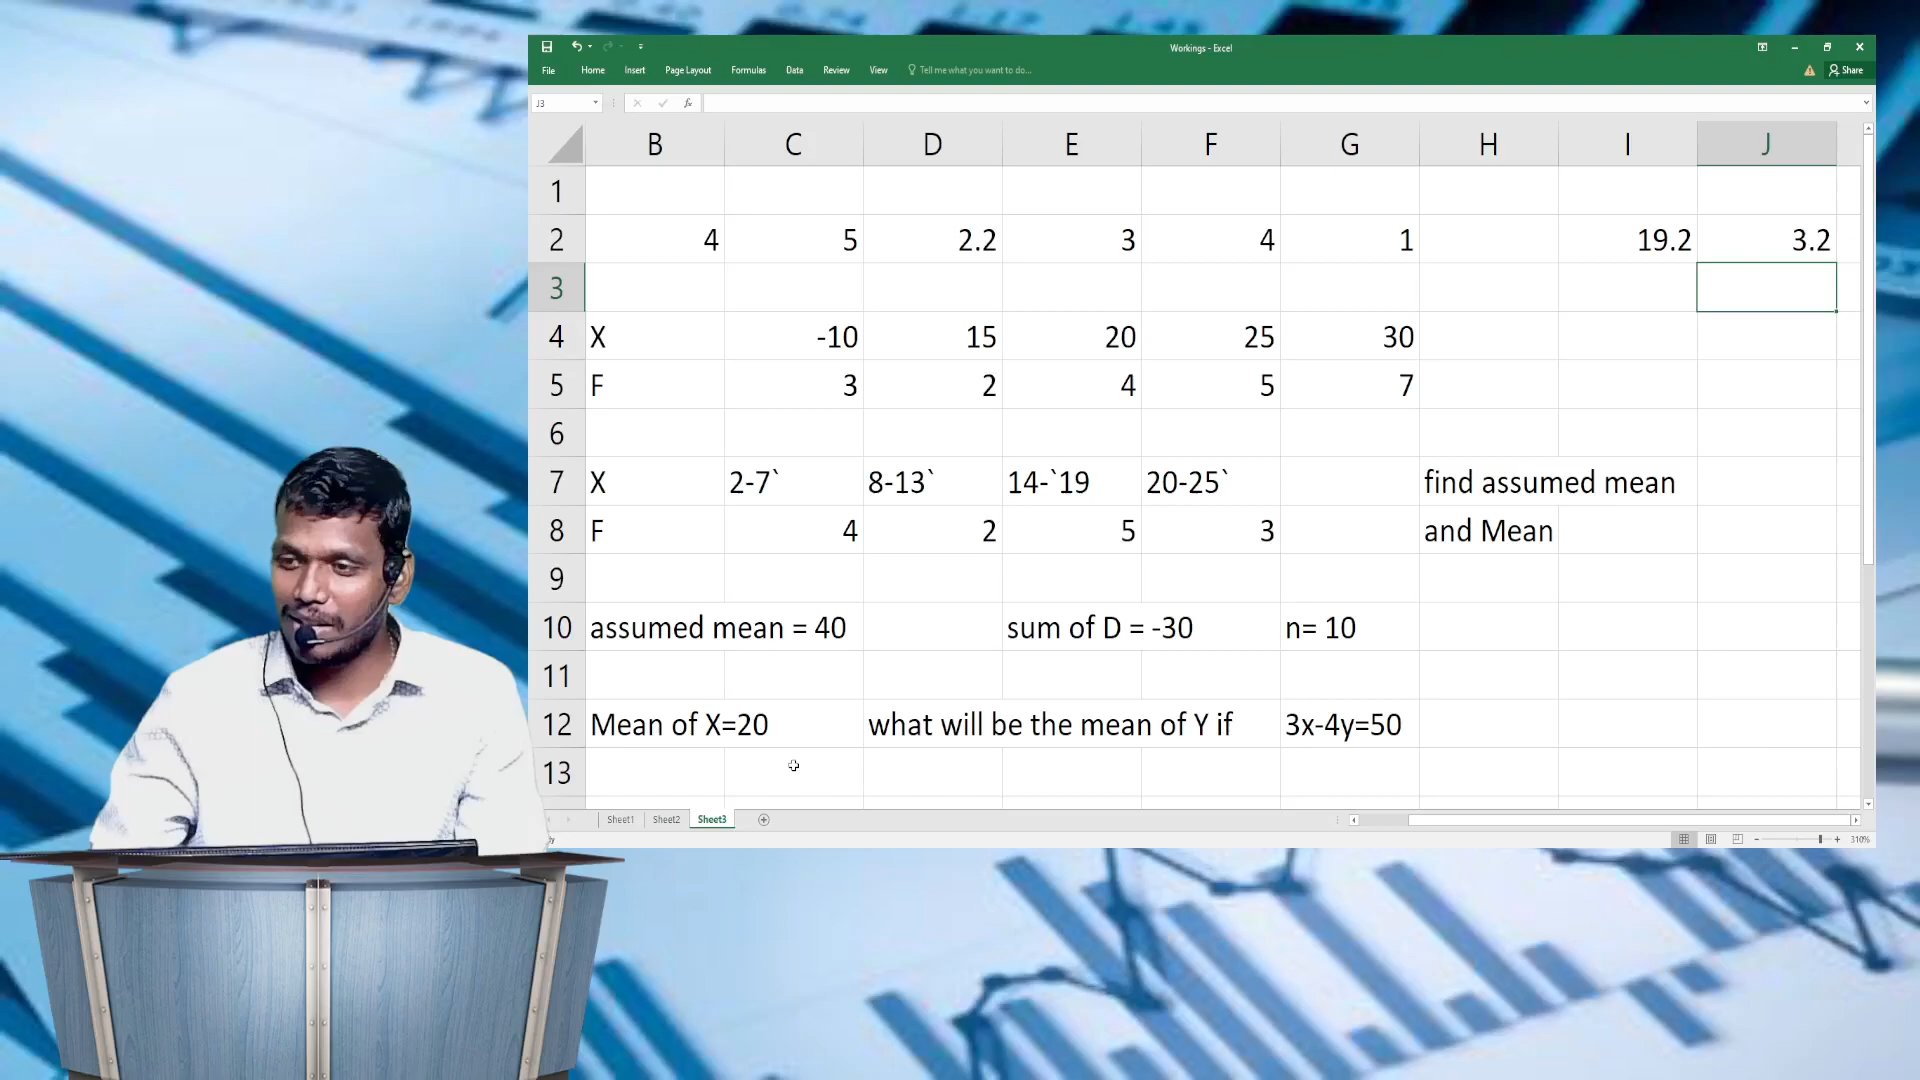 Workings - Excel
File Home Insert Page Layout Formulas Data Review View Tell me what you want to do... Share
J3 fx
B C D E F G H I J
1
2 4 5 2.2 3 4 1 19.2 3.2
3
4 X -10 15 20 25 30
5 F 3 2 4 5 7
6
7 X 2-7` 8-13` 14-`19 20-25` find assumed mean
8 F 4 2 5 3 and Mean
9
10 assumed mean = 40 sum of D = -30 n= 10
11
12 Mean of X=20 what will be the mean of Y if 3x-4y=50
13
Sheet1 Sheet2 Sheet3
310%